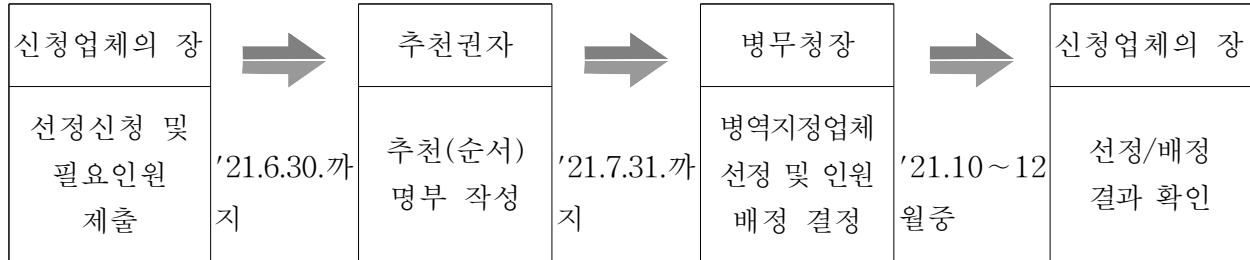 신청업체의 장
추천권자
병무청장
신청업체의 장
선정신청 및
필요인원
제출
'21.6.30.까
지
추천(순서)
명부 작성
'21.7.31.까
지
병역지정업체
선정 및 인원
배정 결정
'21.10～12
월중
선정/배정
결과 확인